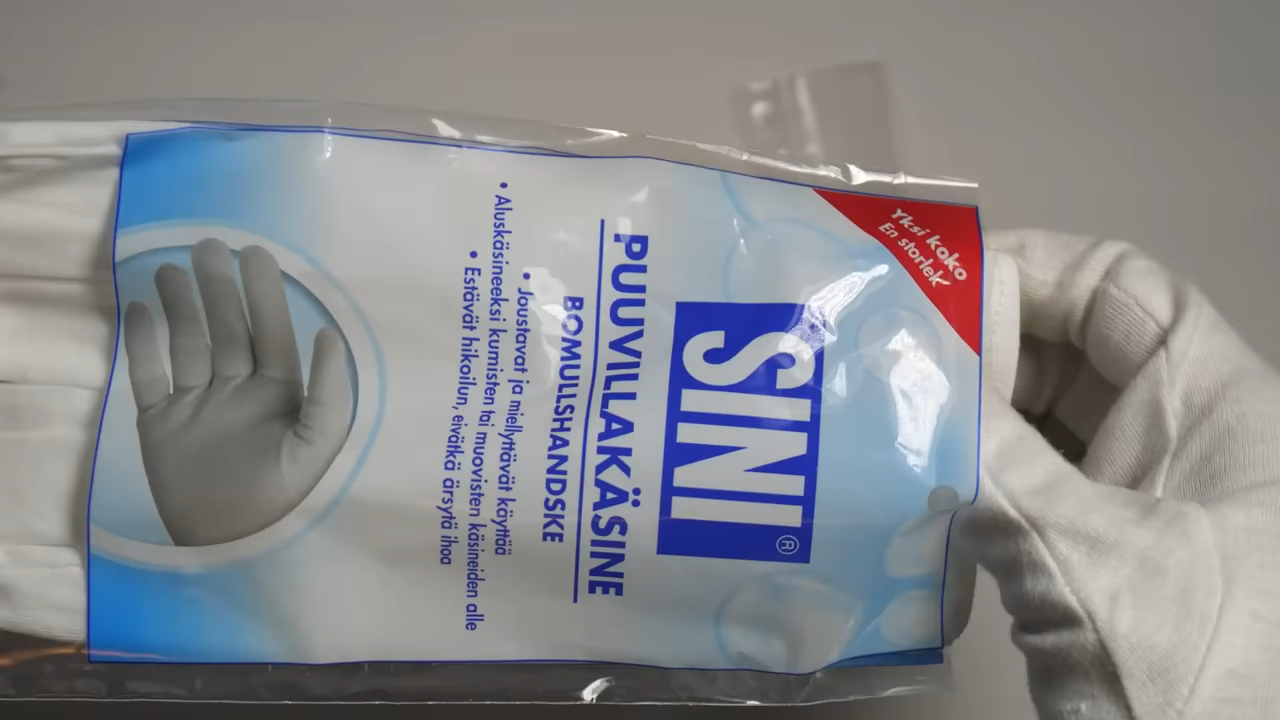 Yksi koko
En storlek
SINI®
PUUVILLAKÄSINE
BOMULLSHANDSKE
• Joustavat ja miellyttävät käyttää
• Aluskäsineeksi kumisten tai muovisten käsineiden alle
• Estävät hikoilun, eivätkä ärsytä ihoa